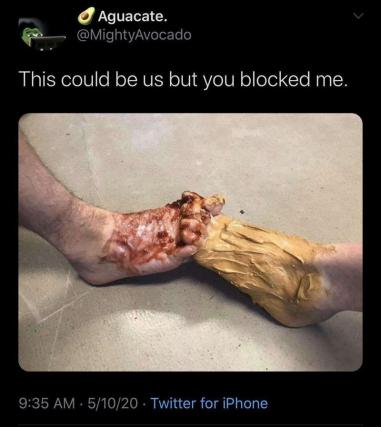 🥑 Aguacate.
@MightyAvocado
This could be us but you blocked me.
9:35 AM · 5/10/20 · Twitter for iPhone